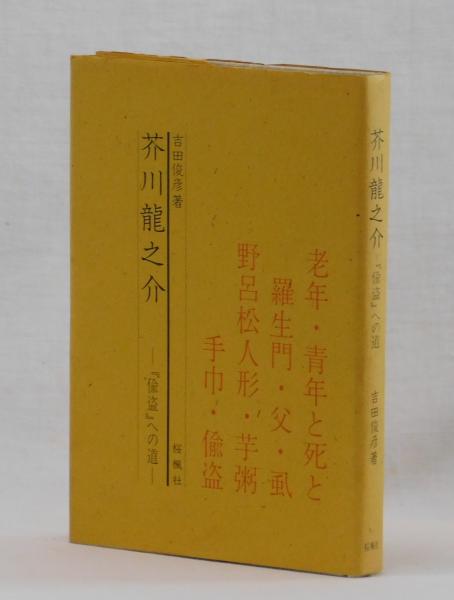 老年・青年と死と
羅生門・父・虱
野呂松人形・芋粥
手巾・偸盗
吉田俊彦著
芥川龍之介
―『偸盗』への道―
桜楓社
芥川龍之介
『偸盗』への道
吉田俊彦著
桜楓社